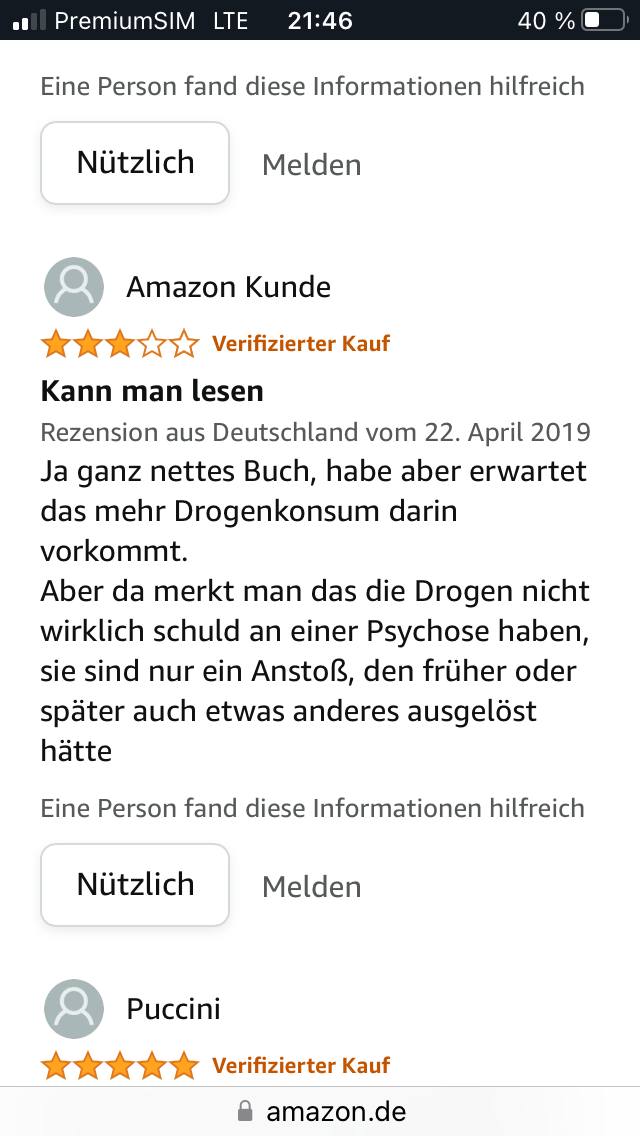 PremiumSIM LTE 21:46 40 %
Eine Person fand diese Informationen hilfreich
Nützlich Melden
Amazon Kunde
Verifizierter Kauf
Kann man lesen
Rezension aus Deutschland vom 22. April 2019
Ja ganz nettes Buch, habe aber erwartet
das mehr Drogenkonsum darin
vorkommt.
Aber da merkt man das die Drogen nicht
wirklich schuld an einer Psychose haben,
sie sind nur ein Anstoß, den früher oder
später auch etwas anderes ausgelöst
hätte
Eine Person fand diese Informationen hilfreich
Nützlich Melden
Puccini
Verifizierter Kauf
amazon.de